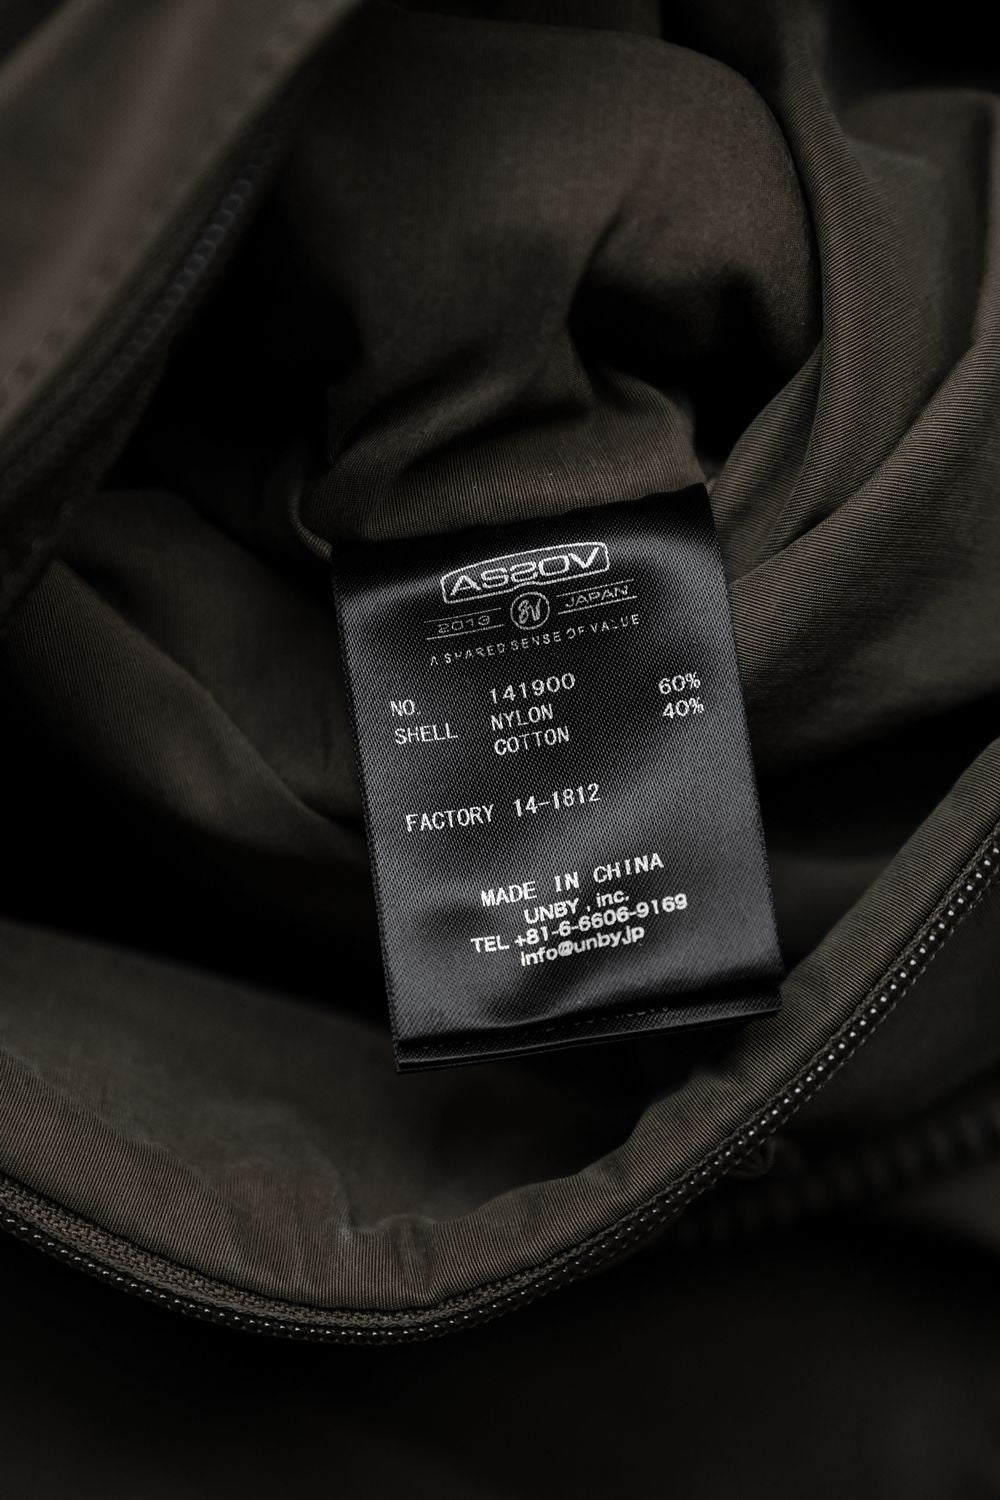 AS2OV
2013 JAPAN
A SHARED SENSE OF VALUE
NO 141900
SHELL NYLON 60%
COTTON 40%
FACTORY 14-1812
MADE IN CHINA
UNBY , inc.
TEL +81-6-6606-9169
info@unby.jp